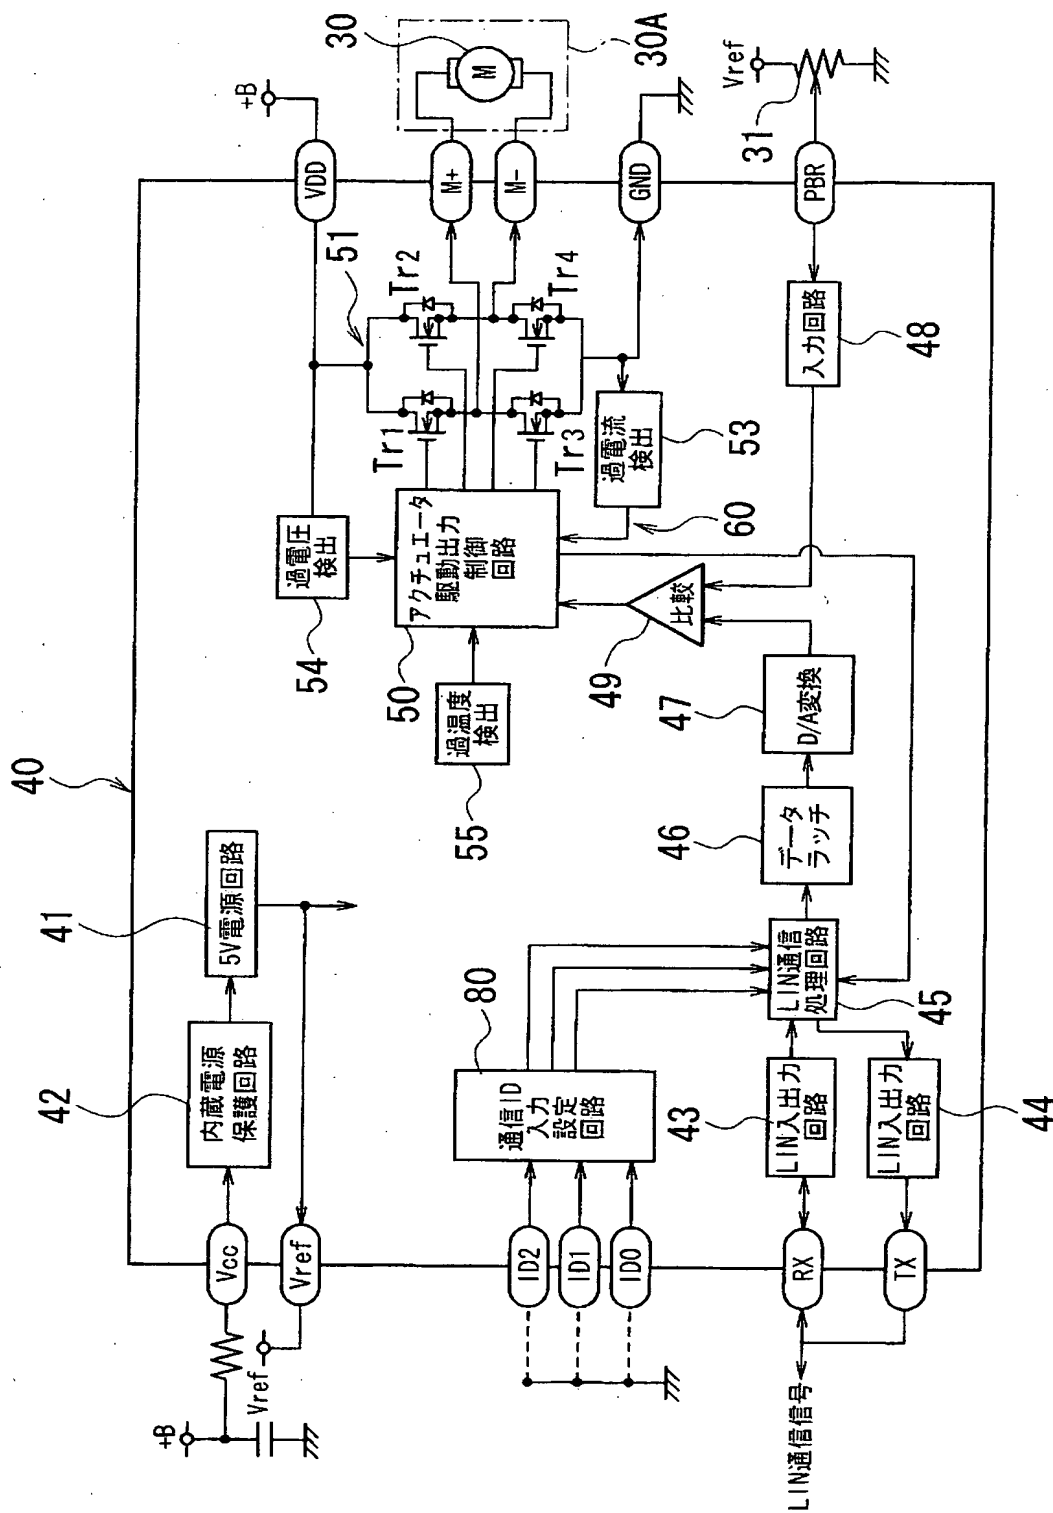 40
+B
Vcc
42
内蔵電源
保護回路
41
5V電源回路
Vref
Vref
54
過電圧
検出
VDD
+B
51
Tr1
Tr2
Tr3
Tr4
M+
M-
30
M
30A
50
アクチュエータ
駆動出力
制御
回路
55
過温度
検出
過電流
検出
53
60
GND
ID2
ID1
ID0
80
通信ID
入力
設定
回路
49
比較
Vref
31
PBR
入力回路
48
LIN通信信号
RX
TX
43
LIN入出力
回路
LIN入出力
回路
44
LIN通信
処理回路
45
46
データ
ラッチ
47
D/A変換